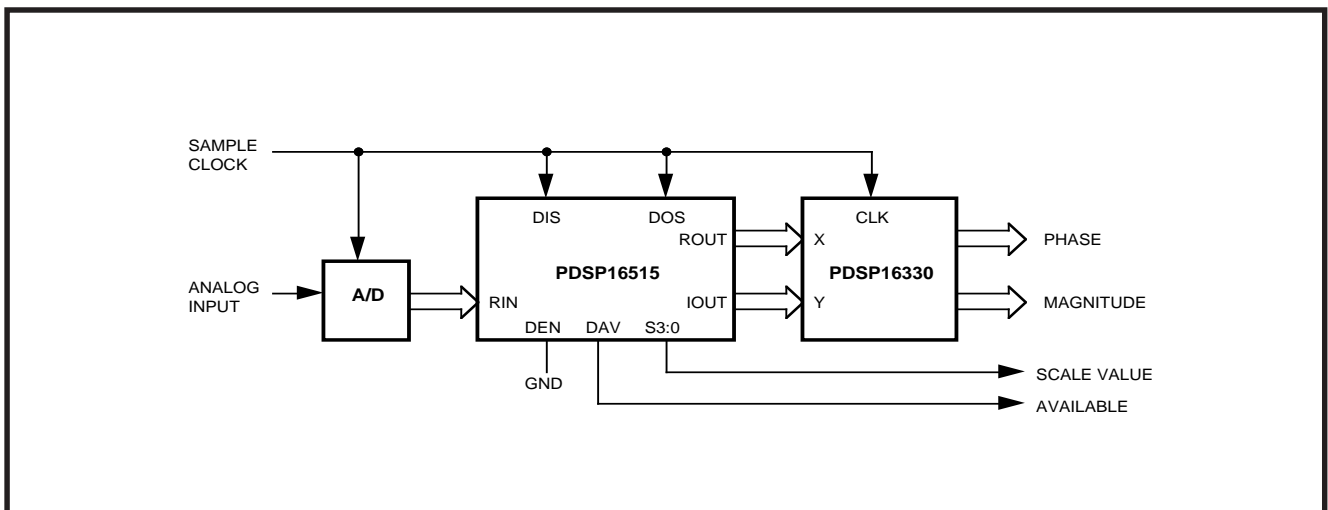 SAMPLE
CLOCK
DIS
DOS
CLK
ROUT
X
PHASE
PDSP16515
PDSP16330
ANALOG
INPUT
A/D
RIN
IOUT
Y
MAGNITUDE
DEN
DAV
S3:0
GND
SCALE VALUE
AVAILABLE